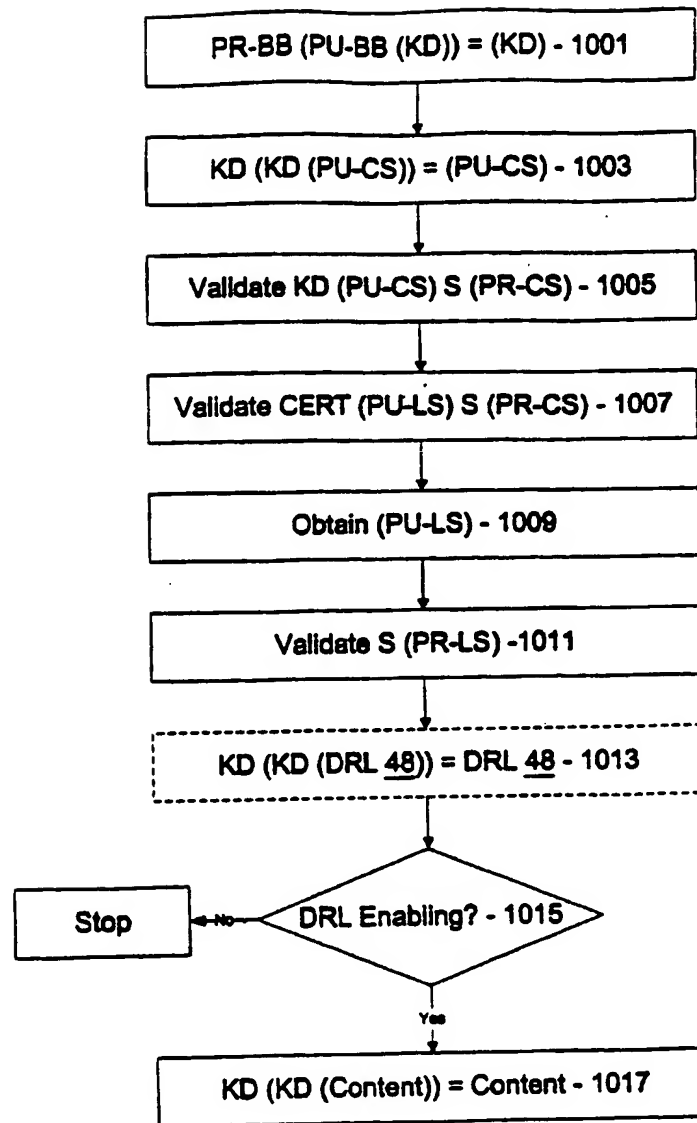 PR-BB (PU-BB (KD)) = (KD) - 1001
KD (KD (PU-CS)) = (PU-CS) - 1003
Validate KD (PU-CS) S (PR-CS) - 1005
Validate CERT (PU-LS) S (PR-CS) - 1007
Obtain (PU-LS) - 1009
Validate S (PR-LS) -1011
KD (KD (DRL 48)) = DRL 48 - 1013
DRL Enabling? - 1015
No
Stop
Yes
KD (KD (Content)) = Content - 1017